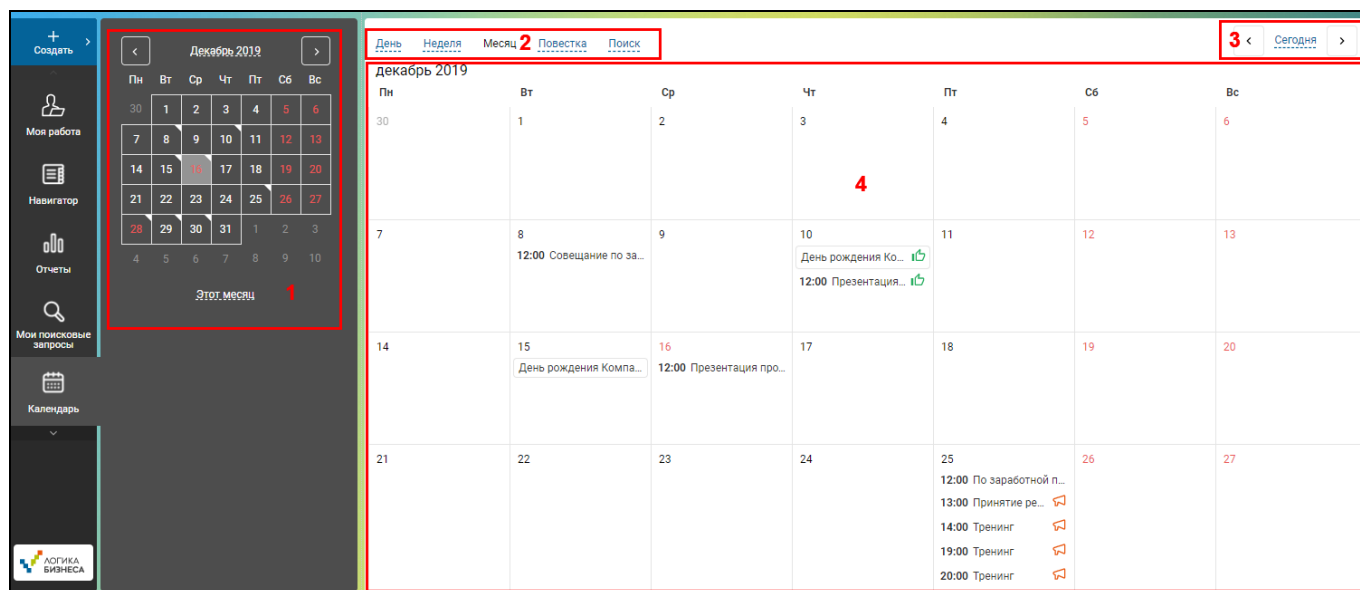 +
Создать
Моя работа
Навигатор
Отчеты
Мои поисковые
запросы
Календарь
ЛОГИКА
БИЗНЕСА
Декабрь 2019
Пн Вт Ср Чт Пт Сб Вс
30 1 2 3 4 5 6
7 8 9 10 11 12 13
14 15 16 17 18 19 20
21 22 23 24 25 26 27
28 29 30 31 1 2 3
4 5 6 7 8 9 10
Этот месяц 1
День Неделя Месяц 2 Повестка Поиск
3 < Сегодня >
декабрь 2019
Пн Вт Ср Чт Пт Сб Вс
30 1 2 3 4 5 6
4
7 8 9 10 11 12 13
12:00 Совещание по за...
День рождения Ко...
12:00 Презентация...
14 15 16 17 18 19 20
День рождения Компа...
12:00 Презентация про...
21 22 23 24 25 26 27
12:00 По заработной п...
13:00 Принятие ре...
14:00 Тренинг
19:00 Тренинг
20:00 Тренинг